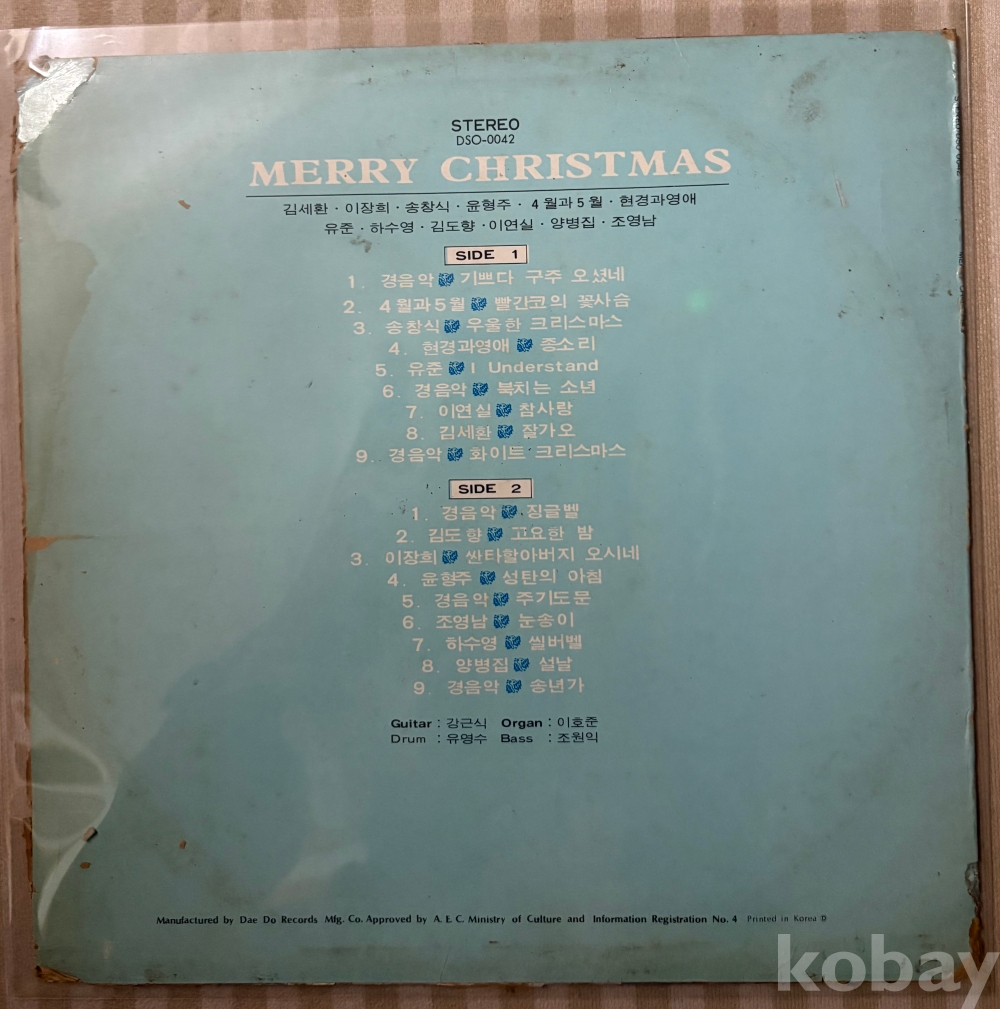 STEREO
DSO-0042
MERRY CHRISTMAS
김세환 · 이장희 · 송창식 · 윤형주 · 4월과5월 · 현경과영애
유준 · 하수영 · 김도향 · 이연실 · 양병집 · 조영남
SIDE 1
1. 경음악 기쁘다 구주 오셨네
2. 4월과5월 빨간코의 꽃사슴
3. 송창식 우울한 크리스마스
4. 현경과영애 종소리
5. 유준 I Understand
6. 경음악 북치는 소년
7. 이연실 참사랑
8. 김세환 잘가오
9. 경음악 화이트 크리스마스
SIDE 2
1. 경음악 징글벨
2. 김도향 고요한 밤
3. 이장희 싼타할아버지 오시네
4. 윤형주 성탄의 아침
5. 경음악 주기도문
6. 조영남 눈송이
7. 하수영 씰버벨
8. 양병집 설날
9. 경음악 송년가
Guitar : 강근식 Organ : 이호준
Drum : 유영수 Bass : 조원익
Manufactured by Dae Do Records Mfg. Co. Approved by A. E. C. Ministry of Culture and Information Registration No. 4 Printed in Korea D
kobay